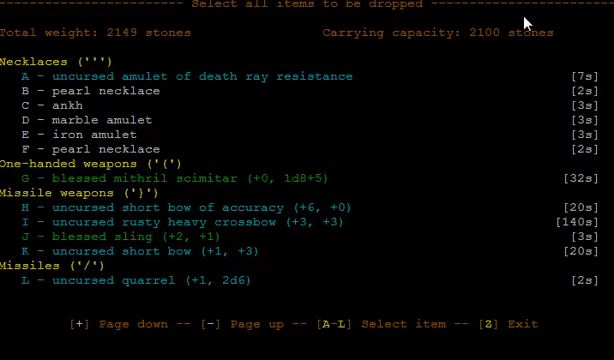 Select all items to be dropped
Total weight: 2149 stones Carrying capacity: 2100 stones
Necklaces (''')
A - uncursed amulet of death ray resistance [7s]
B - pearl necklace [2s]
C - ankh [3s]
D - marble amulet [3s]
E - iron amulet [3s]
F - pearl necklace [2s]
One-handed weapons ('(')
G - blessed mithril scimitar (+0, 1d8+5) [32s]
Missile weapons ('}')
H - uncursed short bow of accuracy (+6, +0) [20s]
I - uncursed rusty heavy crossbow (+3, +3) [140s]
J - blessed sling (+2, +1) [3s]
K - uncursed short bow (+1, +3) [20s]
Missiles ('/')
L - uncursed quarrel (+1, 2d6) [2s]
[+] Page down -- [-] Page up -- [A-L] Select item -- [Z] Exit